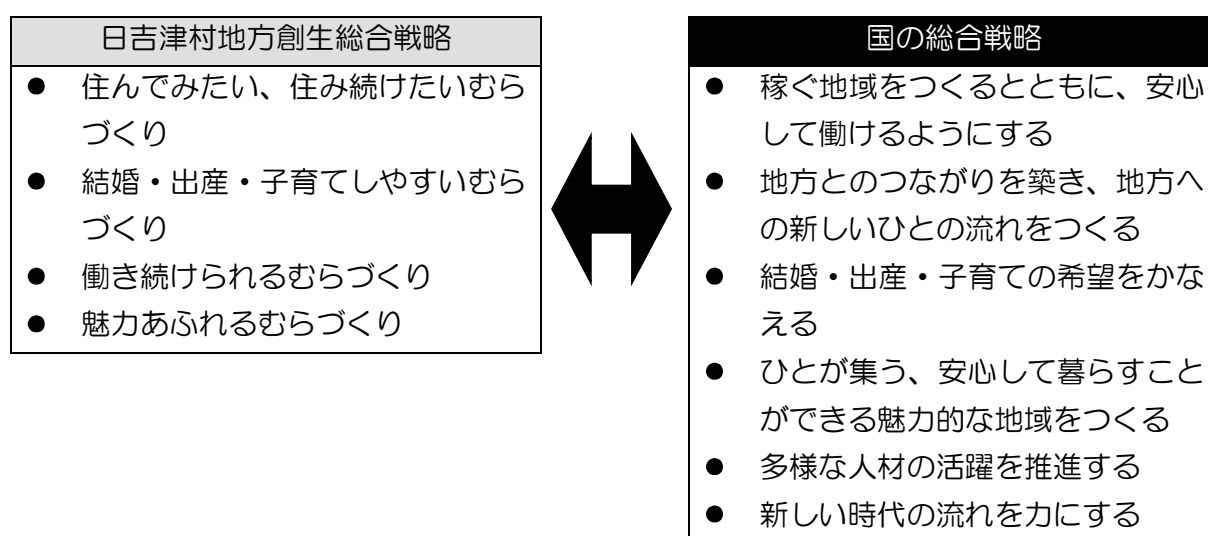 日吉津村地方創生総合戦略
● 住んでみたい、住み続けたいむら
づくり
● 結婚・出産・子育てしやすいむら
づくり
● 働き続けられるむらづくり
● 魅力あふれるむらづくり
国の総合戦略
● 稼ぐ地域をつくるとともに、安心
して働けるようにする
● 地方とのつながりを築き、地方へ
の新しいひとの流れをつくる
● 結婚・出産・子育ての希望をかな
える
● ひとが集う、安心して暮らすこと
ができる魅力的な地域をつくる
● 多様な人材の活躍を推進する
● 新しい時代の流れを力にする